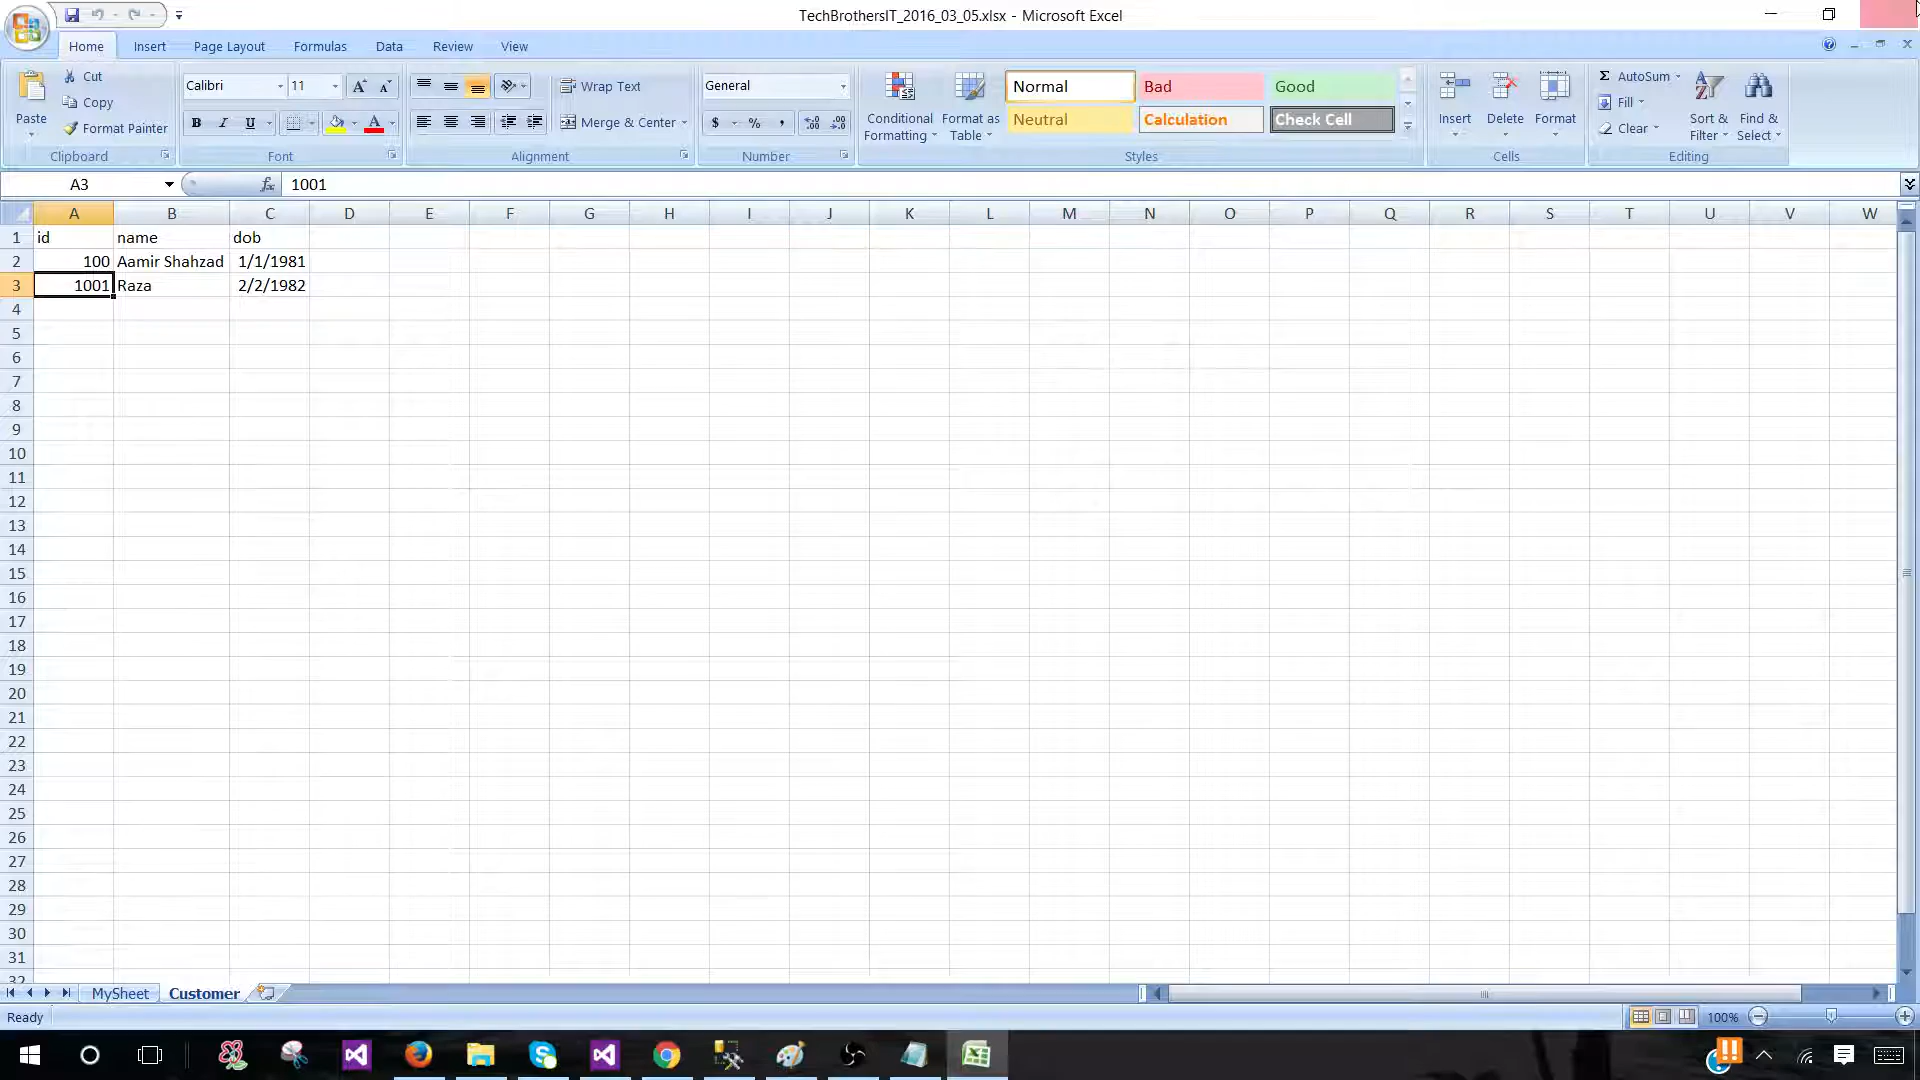 TechBrothersIT_2016_03_05.xlsx - Microsoft Excel
Home Insert Page Layout Formulas Data Review View
Paste
Cut
Copy
Format Painter
Clipboard
Calibri 11
B I U
Font
Wrap Text
Merge & Center
Alignment
General
$ % ,
Number
Conditional Formatting
Format as Table
Normal Bad Good
Neutral Calculation Check Cell
Styles
Insert Delete Format
Cells
Σ AutoSum
Fill
Clear
Sort & Filter
Find & Select
Editing
A3 fx 1001
A B C D E F G H I J K L M N O P Q R S T U V W
1 id name dob
2 100 Aamir Shahzad 1/1/1981
3 1001 Raza 2/2/1982
4
5
6
7
8
9
10
11
12
13
14
15
16
17
18
19
20
21
22
23
24
25
26
27
28
29
30
31
32
MySheet Customer
Ready 100%